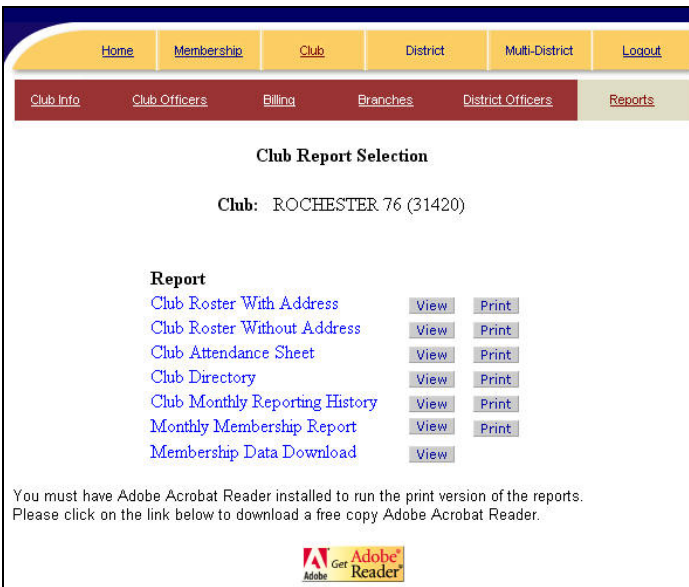 Home Membership Club District Multi-District Logout
Club Info Club Officers Billing Branches District Officers Reports
Club Report Selection
Club: ROCHESTER 76 (31420)
Report
Club Roster With Address View Print
Club Roster Without Address View Print
Club Attendance Sheet View Print
Club Directory View Print
Club Monthly Reporting History View Print
Monthly Membership Report View Print
Membership Data Download View
You must have Adobe Acrobat Reader installed to run the print version of the reports.
Please click on the link below to download a free copy Adobe Acrobat Reader.
Adobe Get Adobe® Reader®